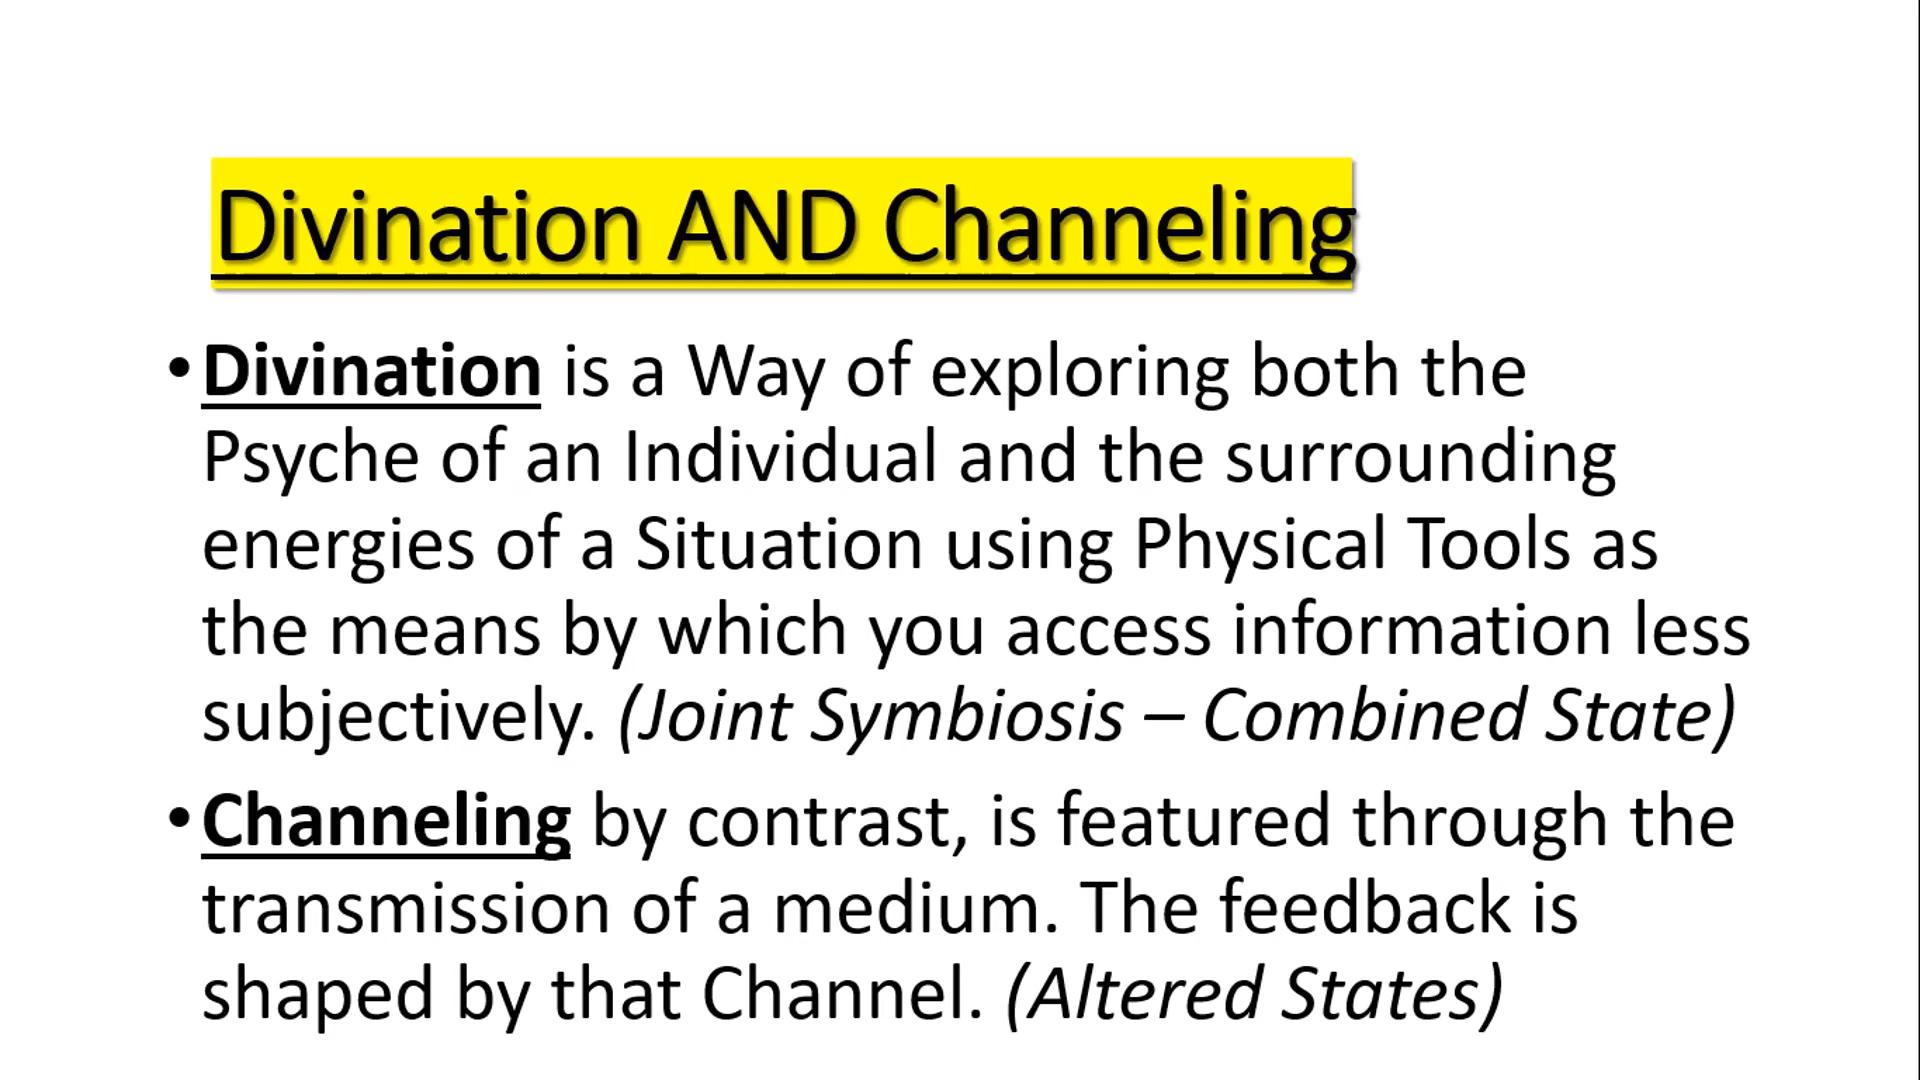 Divination AND Channeling
• Divination is a Way of exploring both the
Psyche of an Individual and the surrounding
energies of a Situation using Physical Tools as
the means by which you access information less
subjectively. (Joint Symbiosis – Combined State)
• Channeling by contrast, is featured through the
transmission of a medium. The feedback is
shaped by that Channel. (Altered States)